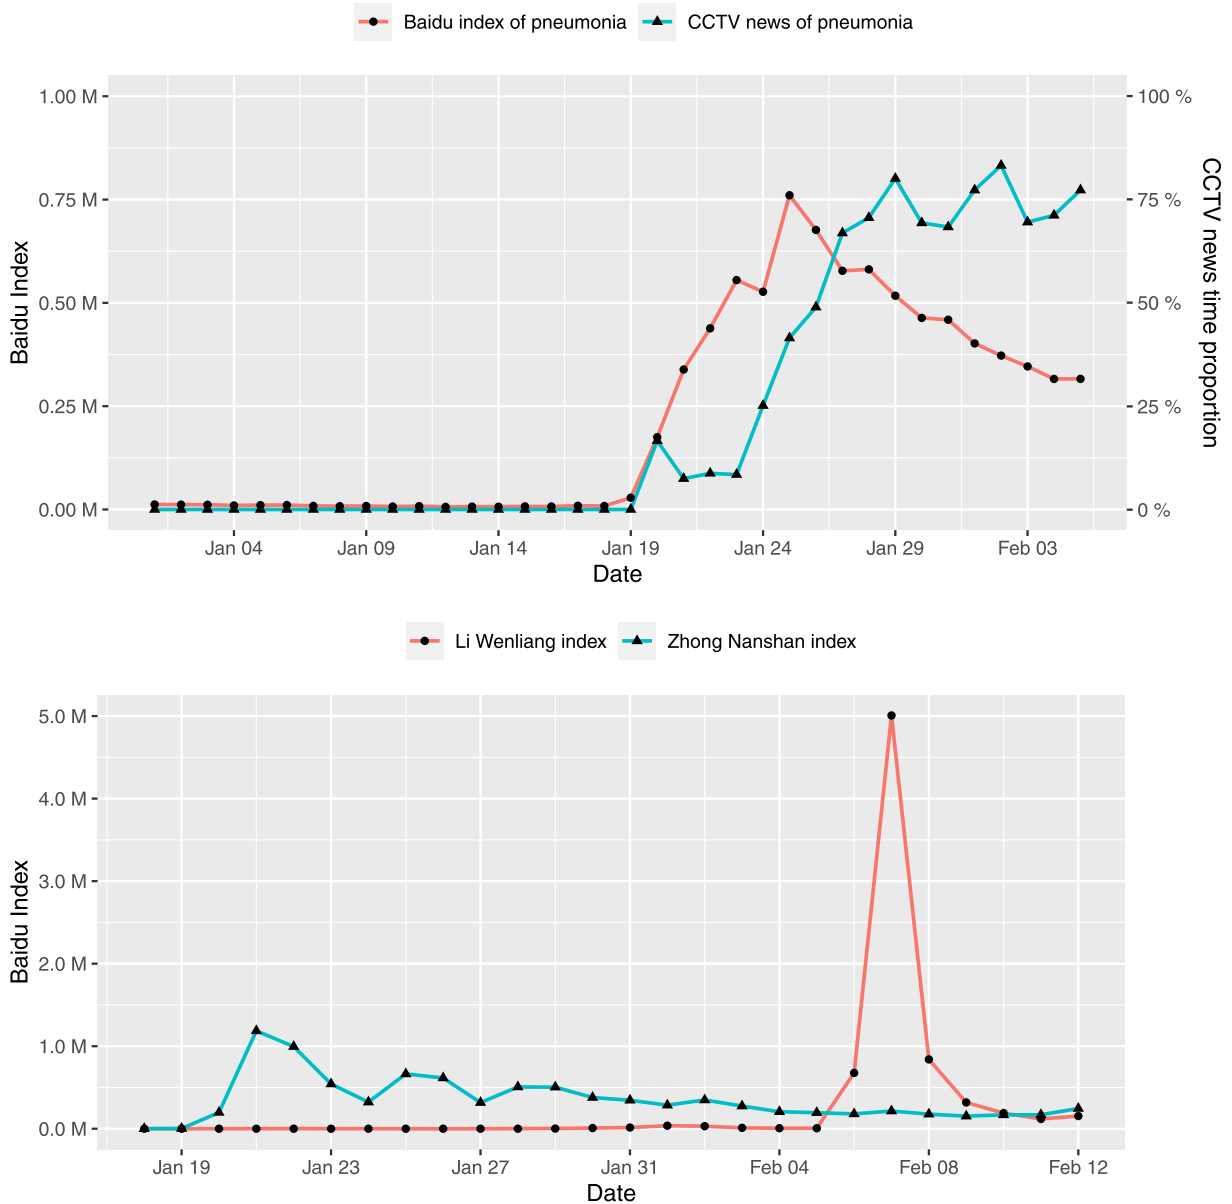 Baidu index of pneumonia CCTV news of pneumonia
1.00 M 100 %
0.75 M 75 %
0.50 M 50 %
0.25 M 25 %
0.00 M 0 %
Baidu Index
CCTV news time proportion
Jan 04 Jan 09 Jan 14 Jan 19 Jan 24 Jan 29 Feb 03
Date
Li Wenliang index Zhong Nanshan index
5.0 M
4.0 M
3.0 M
2.0 M
1.0 M
0.0 M
Baidu Index
Jan 19 Jan 23 Jan 27 Jan 31 Feb 04 Feb 08 Feb 12
Date